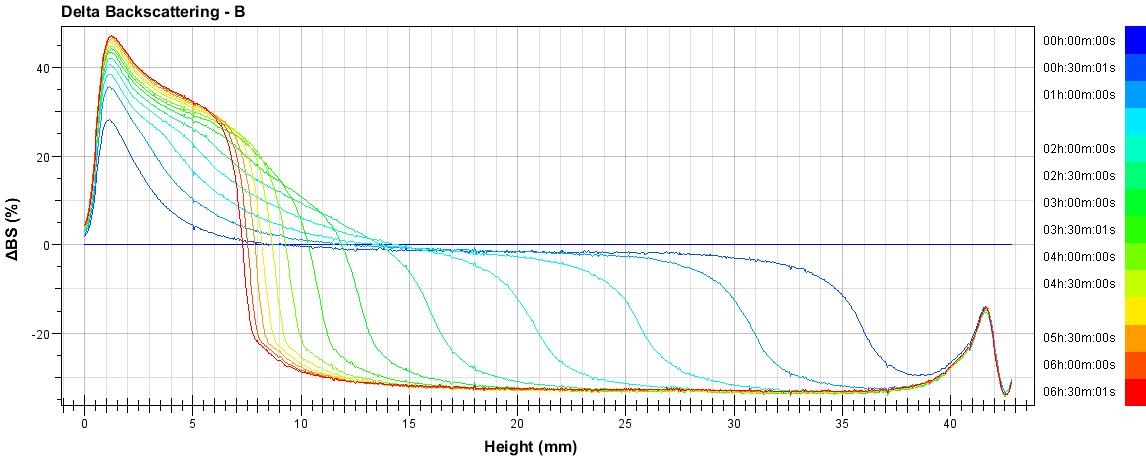 Delta Backscattering - B
40
20
0
-20
ΔBS (%)
0
5
10
15
20
25
30
35
40
Height (mm)
00h:00m:00s
00h:30m:01s
01h:00m:00s
02h:00m:00s
02h:30m:00s
03h:00m:00s
03h:30m:01s
04h:00m:00s
04h:30m:00s
05h:30m:00s
06h:00m:00s
06h:30m:01s